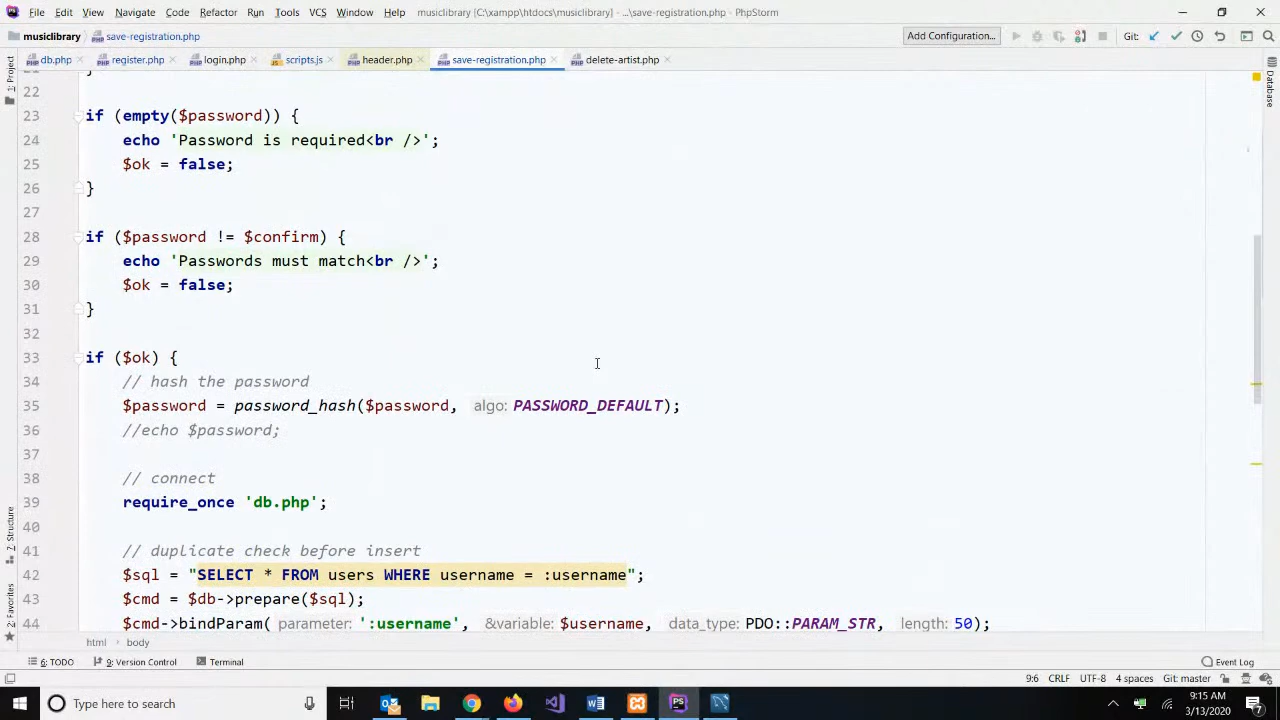 File Edit View Navigate Code Refactor Run Tools VCS Window Help musiclibrary [C:\xampp\htdocs\musiclibrary] - ...\save-registration.php - PhpStorm
musiclibrary save-registration.php Add Configuration... Git:
db.php register.php login.php scripts.js header.php save-registration.php delete-artist.php
1: Project
Database
22
23 if (empty($password)) {
24 echo 'Password is required<br />';
25 $ok = false;
26 }
27
28 if ($password != $confirm) {
29 echo 'Passwords must match<br />';
30 $ok = false;
31 }
32
33 if ($ok) {
34 // hash the password
35 $password = password_hash($password, algo: PASSWORD_DEFAULT);
36 //echo $password;
37
38 // connect
39 require_once 'db.php';
40
41 // duplicate check before insert
42 $sql = "SELECT * FROM users WHERE username = :username";
43 $cmd = $db->prepare($sql);
44 $cmd->bindParam( parameter: ':username', &variable: $username, data_type: PDO::PARAM_STR, length: 50);
7: Structure
2: Favorites
html body
6: TODO 9: Version Control Terminal Event Log
9:6 CRLF UTF-8 4 spaces Git: master
Type here to search
9:15 AM
3/13/2020
7